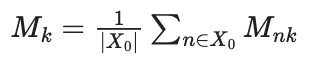 M_k = \frac{1}{|X_0|} \sum_{n \in X_0} M_{nk}